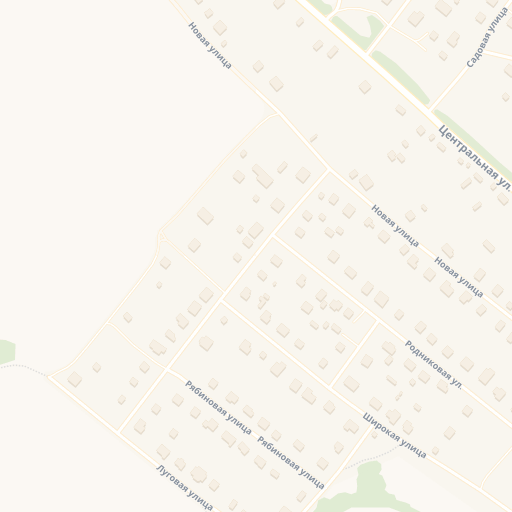 Новая улица
Садовая улица
Центральная ул.
Новая улица
Новая улица
Родниковая ул.
Рябиновая улица
Широкая улица
Рябиновая улица
Луговая улица